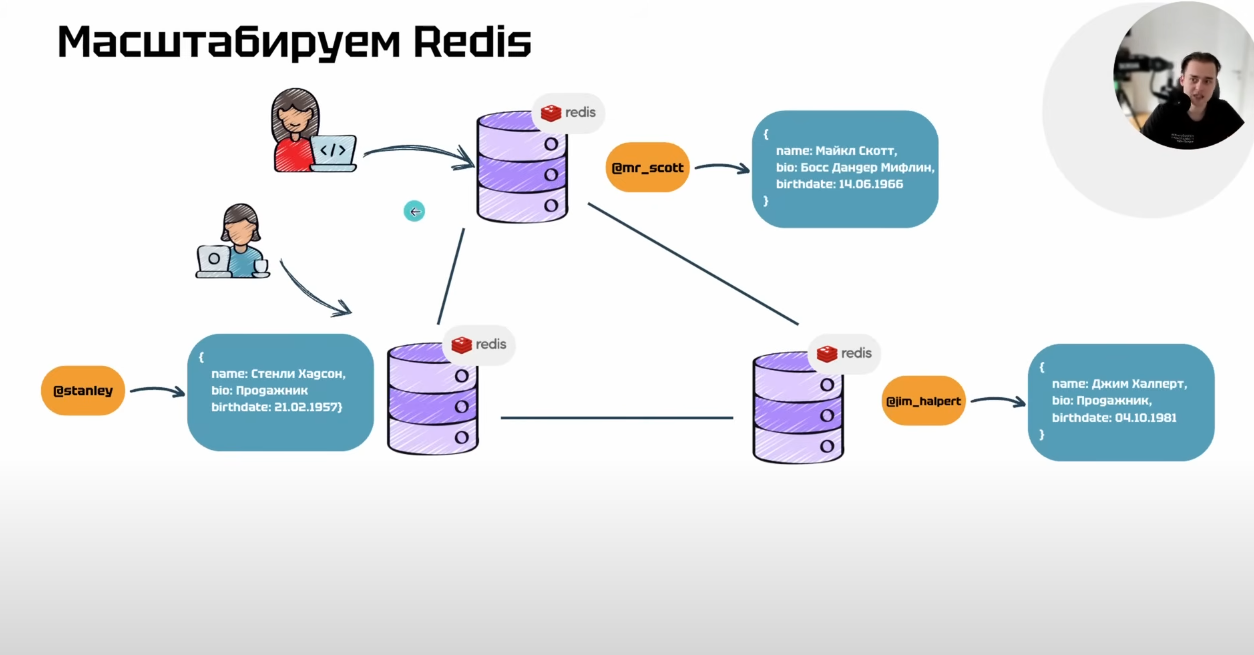 Масштабируем Redis
redis
</>
@mr_scott
{
name: Майкл Скотт,
bio: Босс Дандер Мифлин,
birthdate: 14.06.1966
}
redis
@stanley
{
name: Стенли Хадсон,
bio: Продажник
birthdate: 21.02.1957}
redis
@jim_halpert
{
name: Джим Халперт,
bio: Продажник,
birthdate: 04.10.1981
}